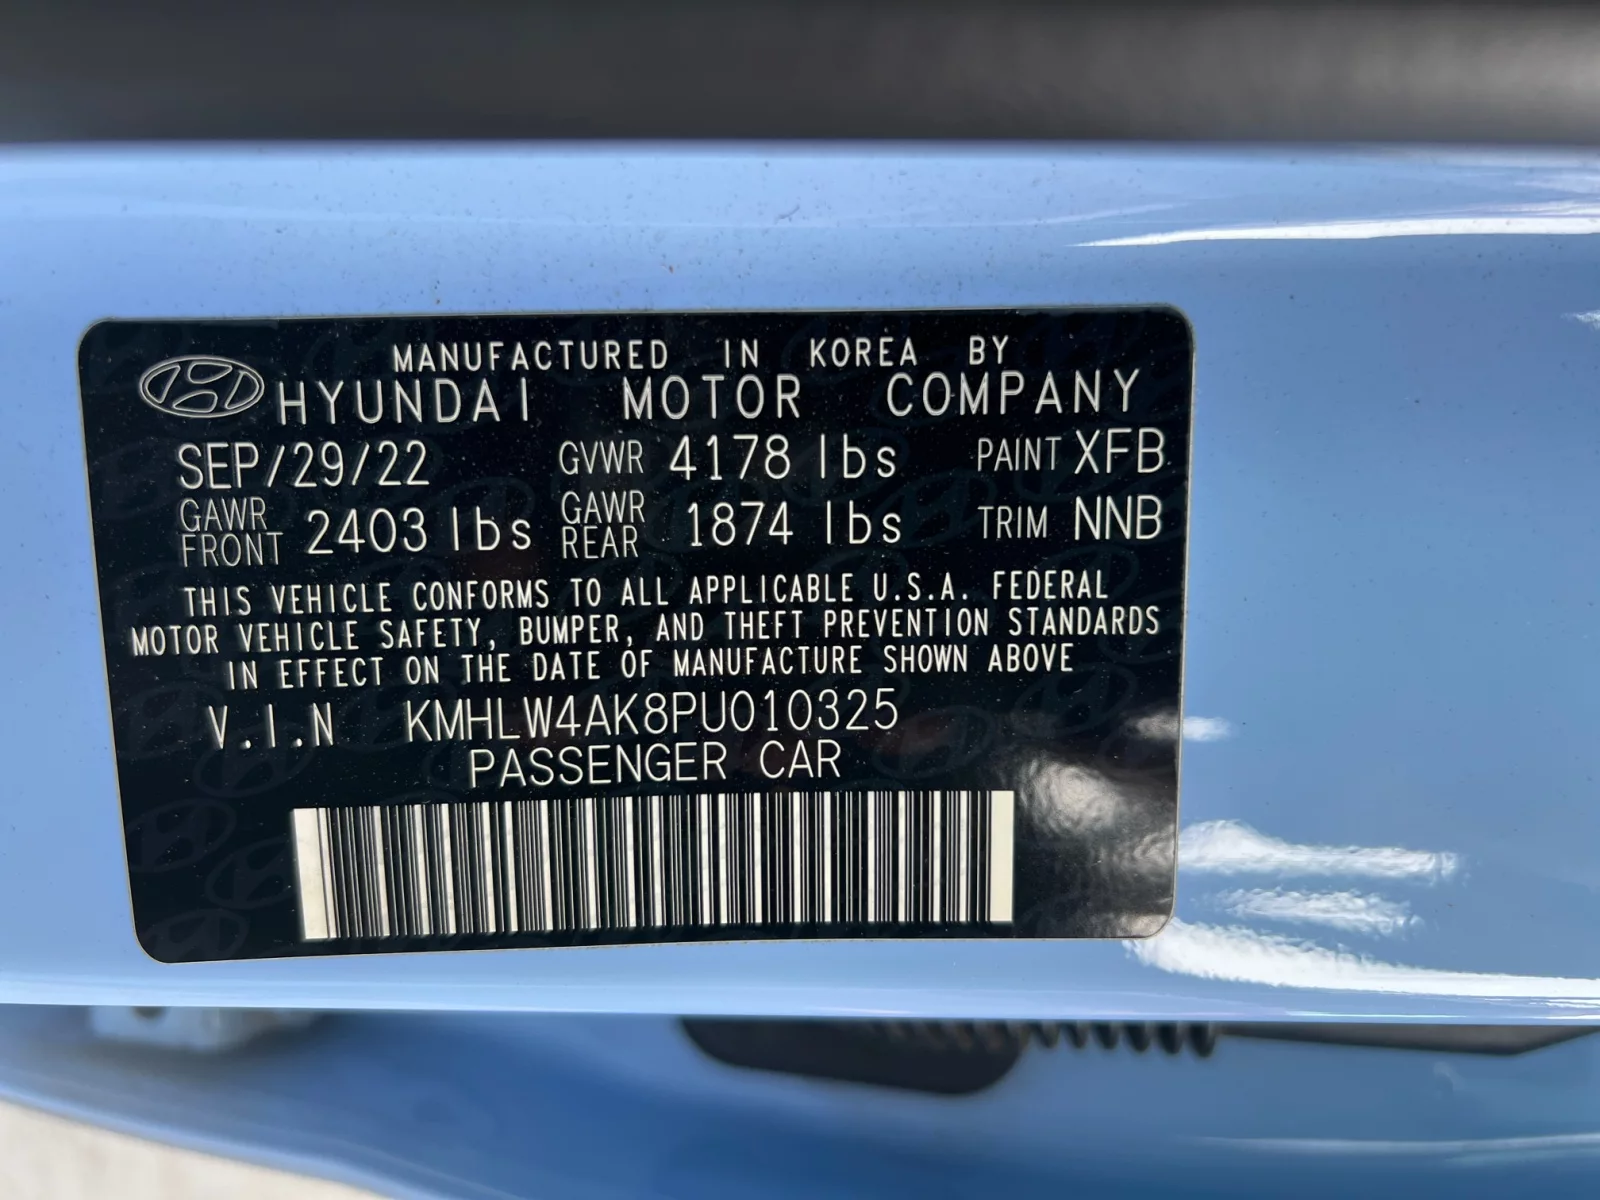 MANUFACTURED IN KOREA BY
HYUNDAI MOTOR COMPANY
SEP/29/22 GVWR 4178 lbs PAINT XFB
GAWR FRONT 2403 lbs GAWR REAR 1874 lbs TRIM NNB
THIS VEHICLE CONFORMS TO ALL APPLICABLE U.S.A. FEDERAL
MOTOR VEHICLE SAFETY, BUMPER, AND THEFT PREVENTION STANDARDS
IN EFFECT ON THE DATE OF MANUFACTURE SHOWN ABOVE
V.I.N KMHLW4AK8PU010325
PASSENGER CAR